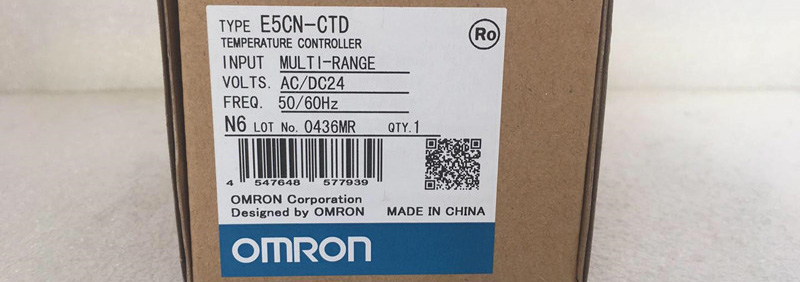 TYPE E5CN-CTD
Ro
TEMPERATURE CONTROLLER
INPUT MULTI-RANGE
VOLTS. AC/DC24
FREQ. 50/60Hz
N6 LOT No. 0436MR QTY.1
4 547648 577939
OMRON Corporation
Designed by OMRON MADE IN CHINA
OMRON